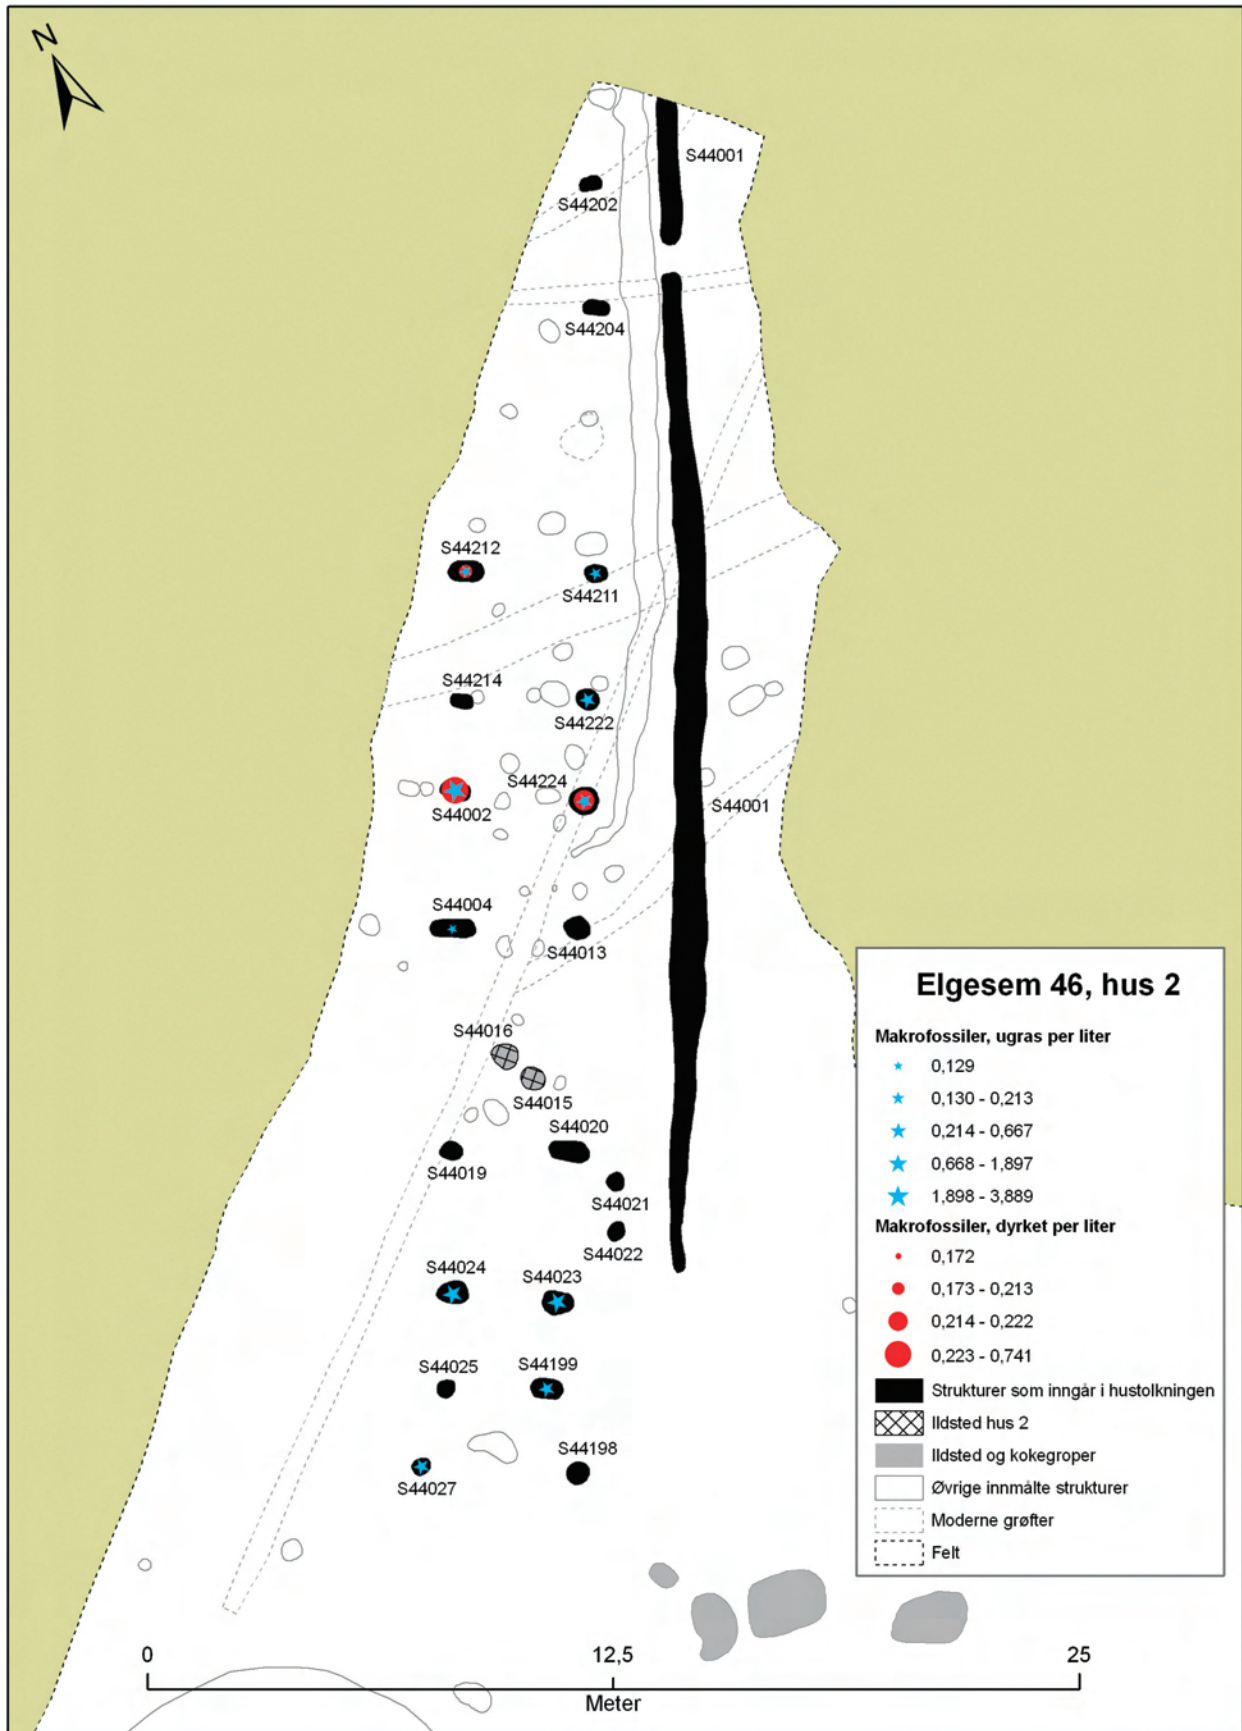 N
S44001
S44202
S44204
S44212
S44211
S44214
S44222
S44224
S44002
S44001
S44004
S44013
S44016
S44015
S44020
S44019
S44021
S44022
S44024
S44023
S44025
S44199
S44198
S44027
Elgesem 46, hus 2
Makrofossiler, ugras per liter
0,129
0,130 - 0,213
0,214 - 0,667
0,668 - 1,897
1,898 - 3,889
Makrofossiler, dyrket per liter
0,172
0,173 - 0,213
0,214 - 0,222
0,223 - 0,741
Strukturer som inngår i hustolkningen
Ildsted hus 2
Ildsted og kokegroper
Øvrige innmålte strukturer
Moderne grøfter
Felt
0 12,5 25
Meter